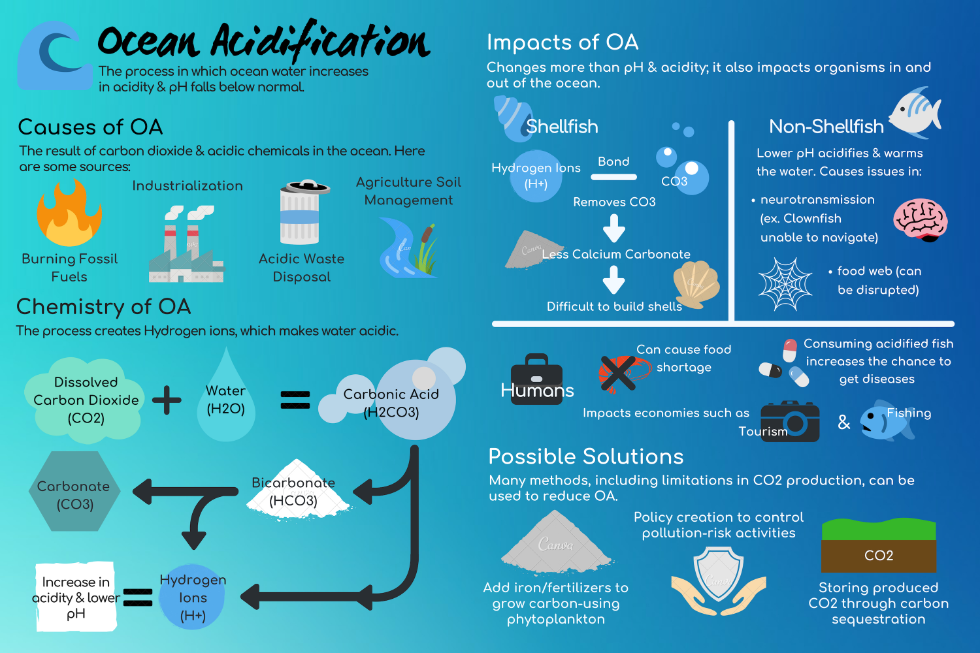 Ocean Acidification
The process in which ocean water increases
in acidity & pH falls below normal.
Causes of OA
The result of carbon dioxide & acidic chemicals in the ocean. Here
are some sources:
Burning Fossil
Fuels
Industrialization
Acidic Waste
Disposal
Agriculture Soil
Management
Chemistry of OA
The process creates Hydrogen ions, which makes water acidic.
Dissolved
Carbon Dioxide
(CO2)
+
Water
(H2O)
=
Carbonic Acid
(H2CO3)
Carbonate
(CO3)
Bicarbonate
(HCO3)
Increase in
acidity & lower
pH
=
Hydrogen
Ions
(H+)
Impacts of OA
Changes more than pH & acidity; it also impacts organisms in and
out of the ocean.
Shellfish
Hydrogen Ions
(H+)
Bond
CO3
Removes CO3
Canva
Less Calcium Carbonate
Difficult to build shells
Non-Shellfish
Lower pH acidifies & warms
the water. Causes issues in:
• neurotransmission
(ex. Clownfish
unable to navigate)
• food web (can
be disrupted)
Humans
Can cause food
shortage
Consuming acidified fish
increases the chance to
get diseases
Impacts economies such as
Tourism
&
Fishing
Possible Solutions
Many methods, including limitations in CO2 production, can be
used to reduce OA.
Canva
Add iron/fertilizers to
grow carbon-using
phytoplankton
Policy creation to control
pollution-risk activities
CO2
Storing produced
CO2 through carbon
sequestration